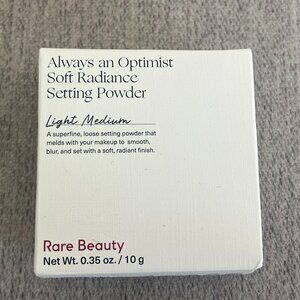 Always an Optimist
Soft Radiance
Setting Powder
Light Medium
A superfine, loose setting powder that
melds with your makeup to smooth,
blur, and set with a soft, radiant finish.
Rare Beauty
Net Wt. 0.35 oz. / 10 g